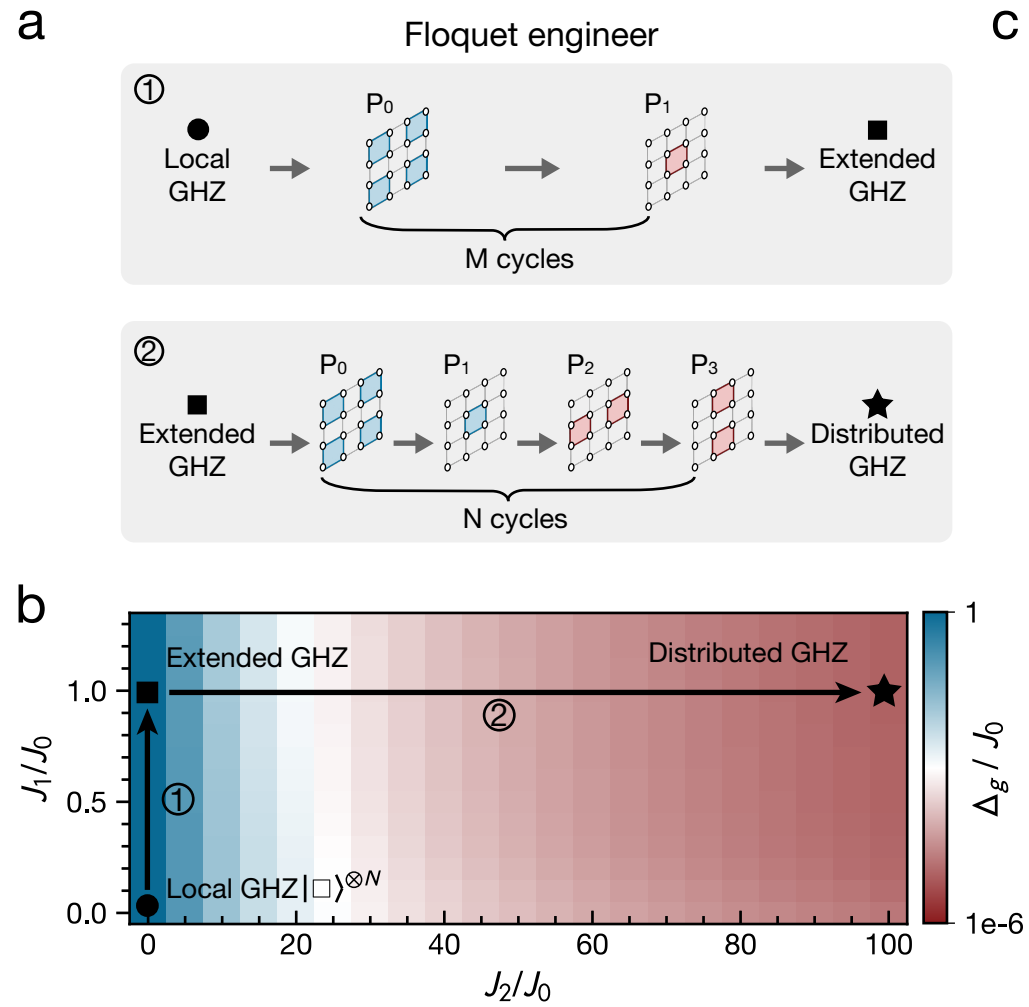 a
c
Floquet engineer
①
P0
P1
Local
GHZ
Extended
GHZ
M cycles
②
P0
P1
P2
P3
Extended
GHZ
Distributed
GHZ
N cycles
b
Extended GHZ
Distributed GHZ
②
①
Local GHZ|□⟩⊗N
J1/J0
1.0
0.5
0.0
0
20
40
60
80
100
J2/J0
1
Δg / J0
1e-6